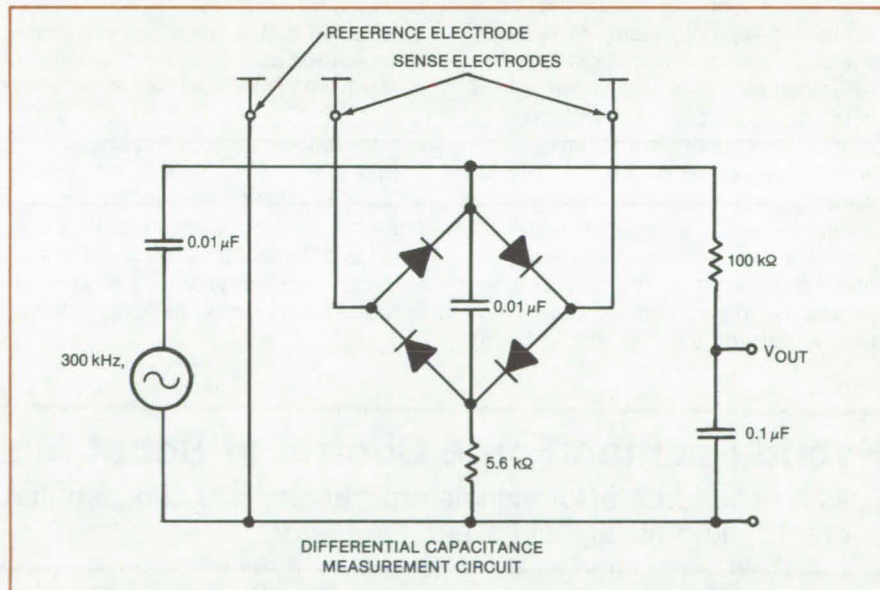 REFERENCE ELECTRODE
SENSE ELECTRODES
0.01 μF
100 kΩ
0.01 μF
300 kHz,
VOUT
0.1 μF
5.6 kΩ
DIFFERENTIAL CAPACITANCE
MEASUREMENT CIRCUIT